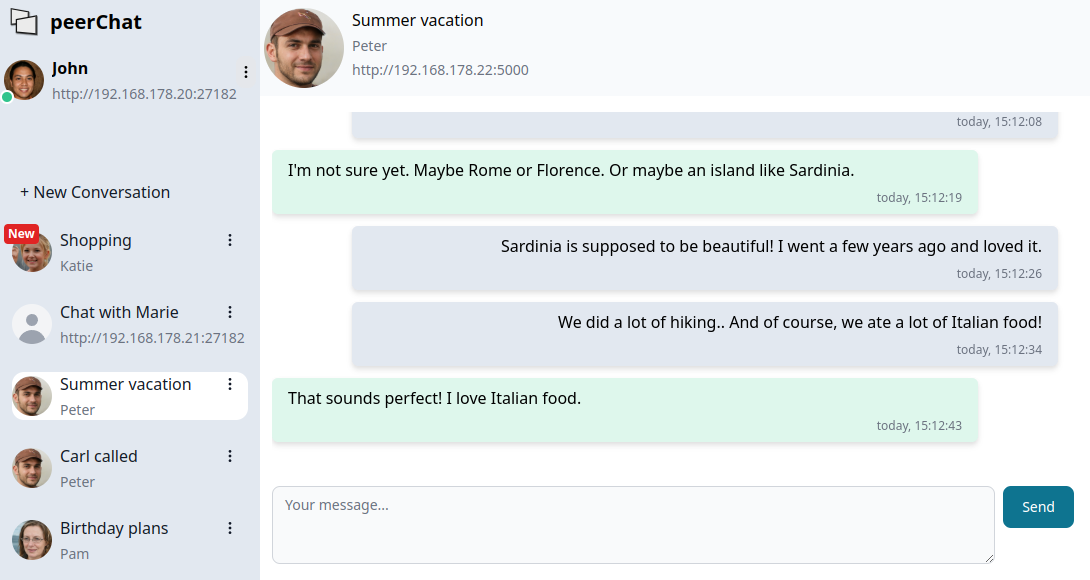 peerChat
John
http://192.168.178.20:27182
+ New Conversation
New
Shopping
Katie
Chat with Marie
http://192.168.178.21:27182
Summer vacation
Peter
Carl called
Peter
Birthday plans
Pam
Summer vacation
Peter
http://192.168.178.22:5000
today, 15:12:08
I'm not sure yet. Maybe Rome or Florence. Or maybe an island like Sardinia.
today, 15:12:19
Sardinia is supposed to be beautiful! I went a few years ago and loved it.
today, 15:12:26
We did a lot of hiking.. And of course, we ate a lot of Italian food!
today, 15:12:34
That sounds perfect! I love Italian food.
today, 15:12:43
Your message...
Send